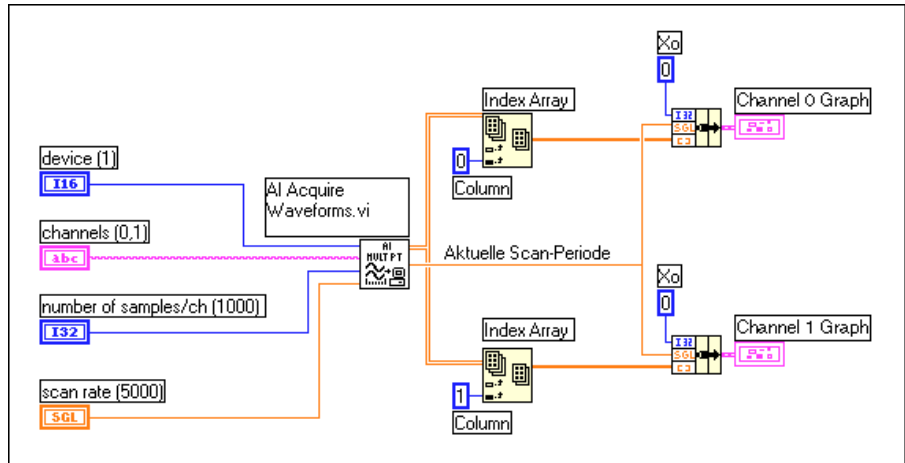 Xo
0
Index Array
I32
SGL
[ ]
Channel 0 Graph
device (1)
I16
0
Column
AI Acquire
Waveforms.vi
channels (0,1)
abc
AI
MULT PT
Aktuelle Scan-Periode
Xo
0
number of samples/ch (1000)
I32
Index Array
I32
SGL
[ ]
Channel 1 Graph
scan rate (5000)
SGL
1
Column